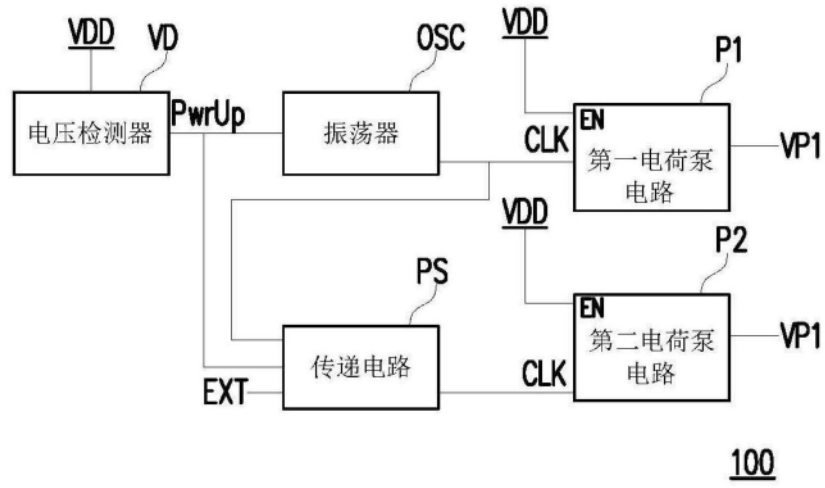 VDD
VD
OSC
VDD
P1
电压检测器
PwrUp
振荡器
CLK
EN
第一电荷泵
电路
VP1
VDD
P2
PS
EN
第二电荷泵
电路
VP1
传递电路
EXT
CLK
100